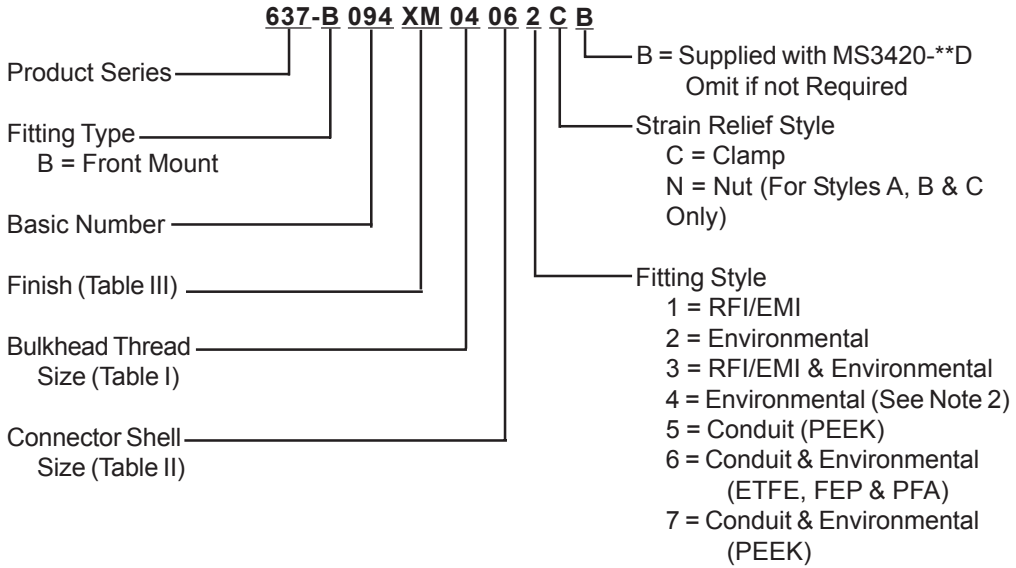 637-B 094 XM 04 06 2 C B
Product Series
Fitting Type
B = Front Mount
Basic Number
Finish (Table III)
Bulkhead Thread
Size (Table I)
Connector Shell
Size (Table II)
B = Supplied with MS3420-**D
Omit if not Required
Strain Relief Style
C = Clamp
N = Nut (For Styles A, B & C
Only)
Fitting Style
1 = RFI/EMI
2 = Environmental
3 = RFI/EMI & Environmental
4 = Environmental (See Note 2)
5 = Conduit (PEEK)
6 = Conduit & Environmental
(ETFE, FEP & PFA)
7 = Conduit & Environmental
(PEEK)